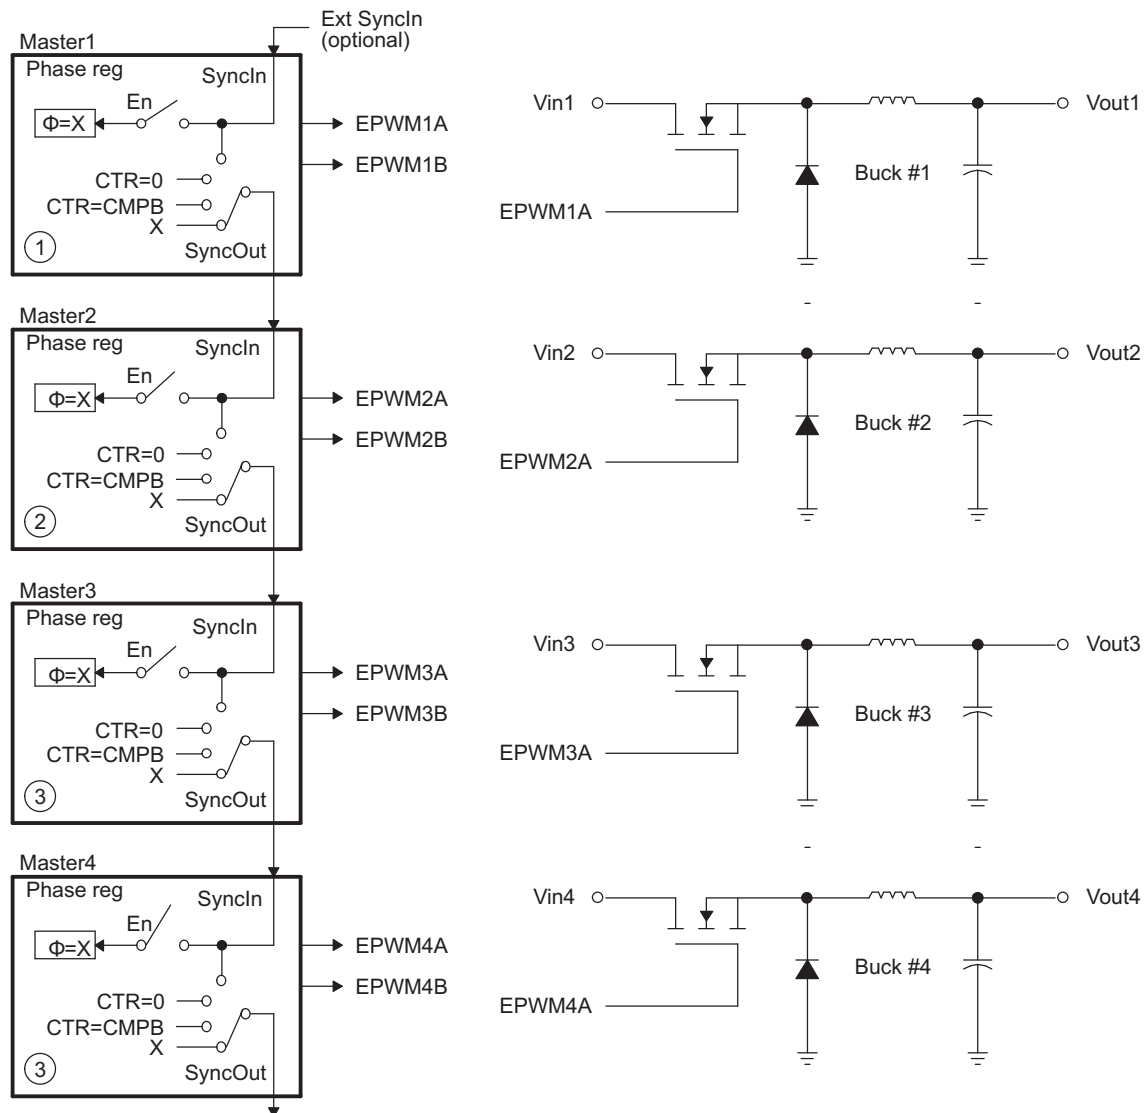 Ext SyncIn
(optional)
Master1
Phase reg
SyncIn
En
Φ=X
EPWM1A
EPWM1B
CTR=0
CTR=CMPB
X
SyncOut
1
Vin1
Vout1
Buck #1
EPWM1A
Master2
Phase reg
SyncIn
En
Φ=X
EPWM2A
EPWM2B
CTR=0
CTR=CMPB
X
SyncOut
2
Vin2
Vout2
Buck #2
EPWM2A
Master3
Phase reg
SyncIn
En
Φ=X
EPWM3A
EPWM3B
CTR=0
CTR=CMPB
X
SyncOut
3
Vin3
Vout3
Buck #3
EPWM3A
Master4
Phase reg
SyncIn
En
Φ=X
EPWM4A
EPWM4B
CTR=0
CTR=CMPB
X
SyncOut
3
Vin4
Vout4
Buck #4
EPWM4A